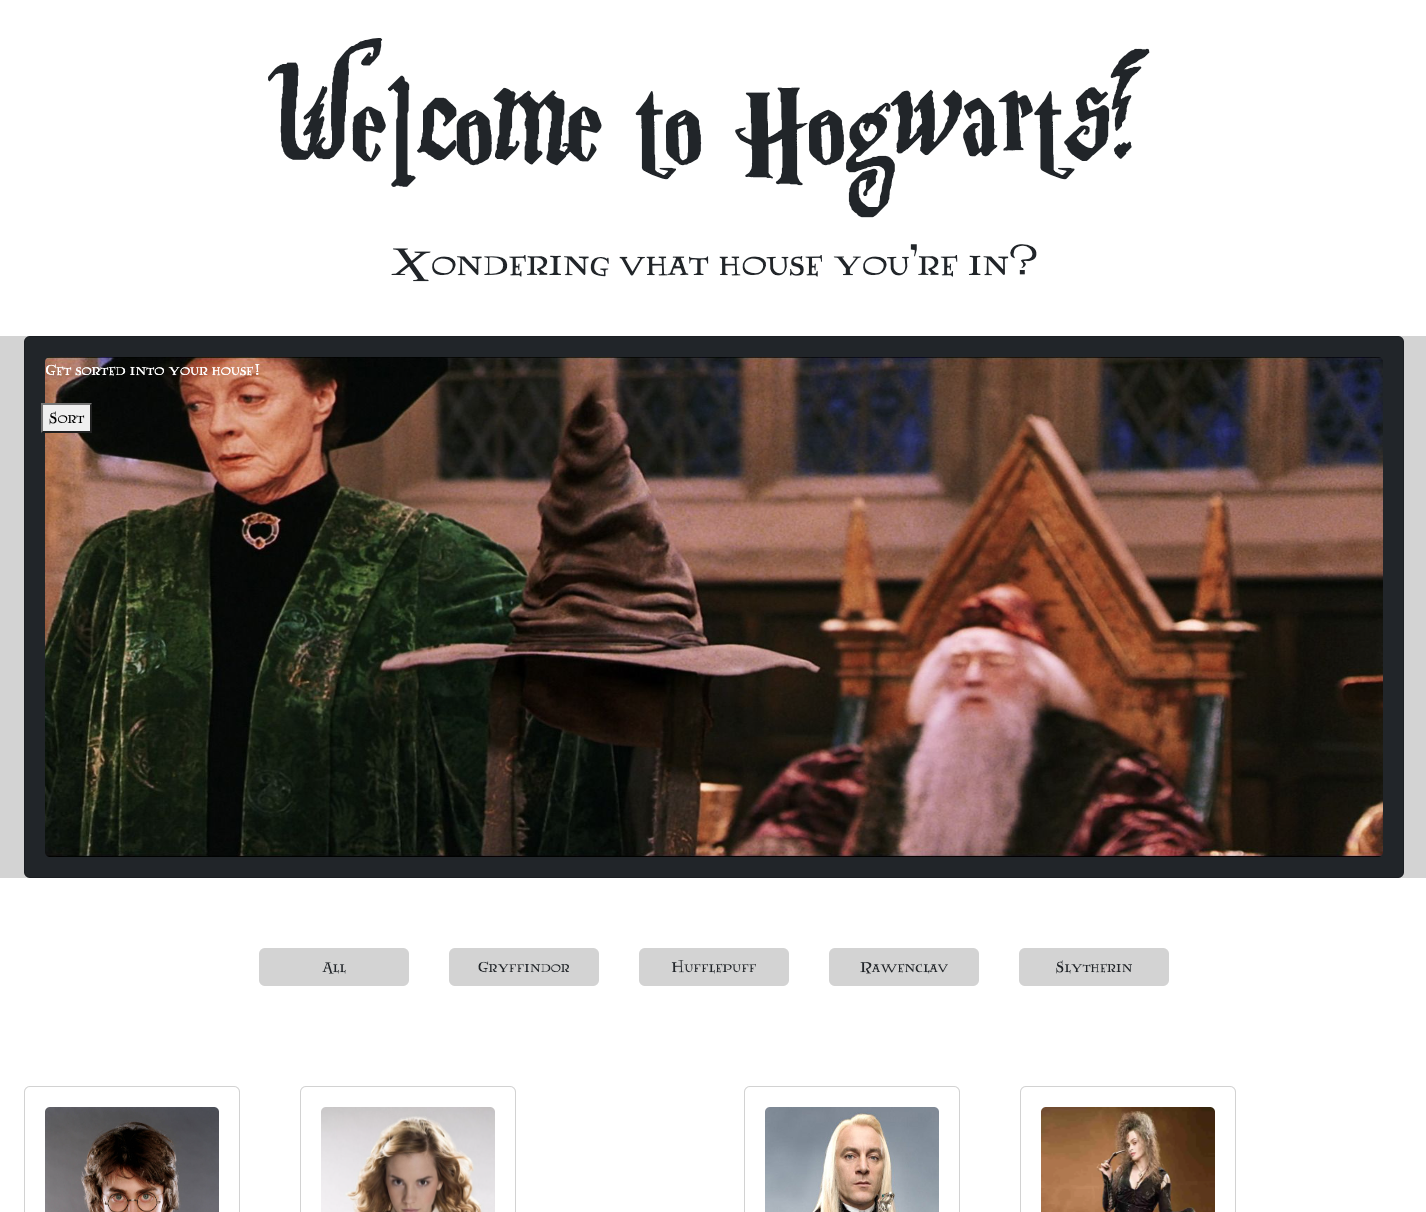 Welcome to Hogwarts!
Xondering vhat house you're in?
Get sorted into your house!
Sort
All
Gryffindor
Hufflepuff
Rawenclav
Slytherin